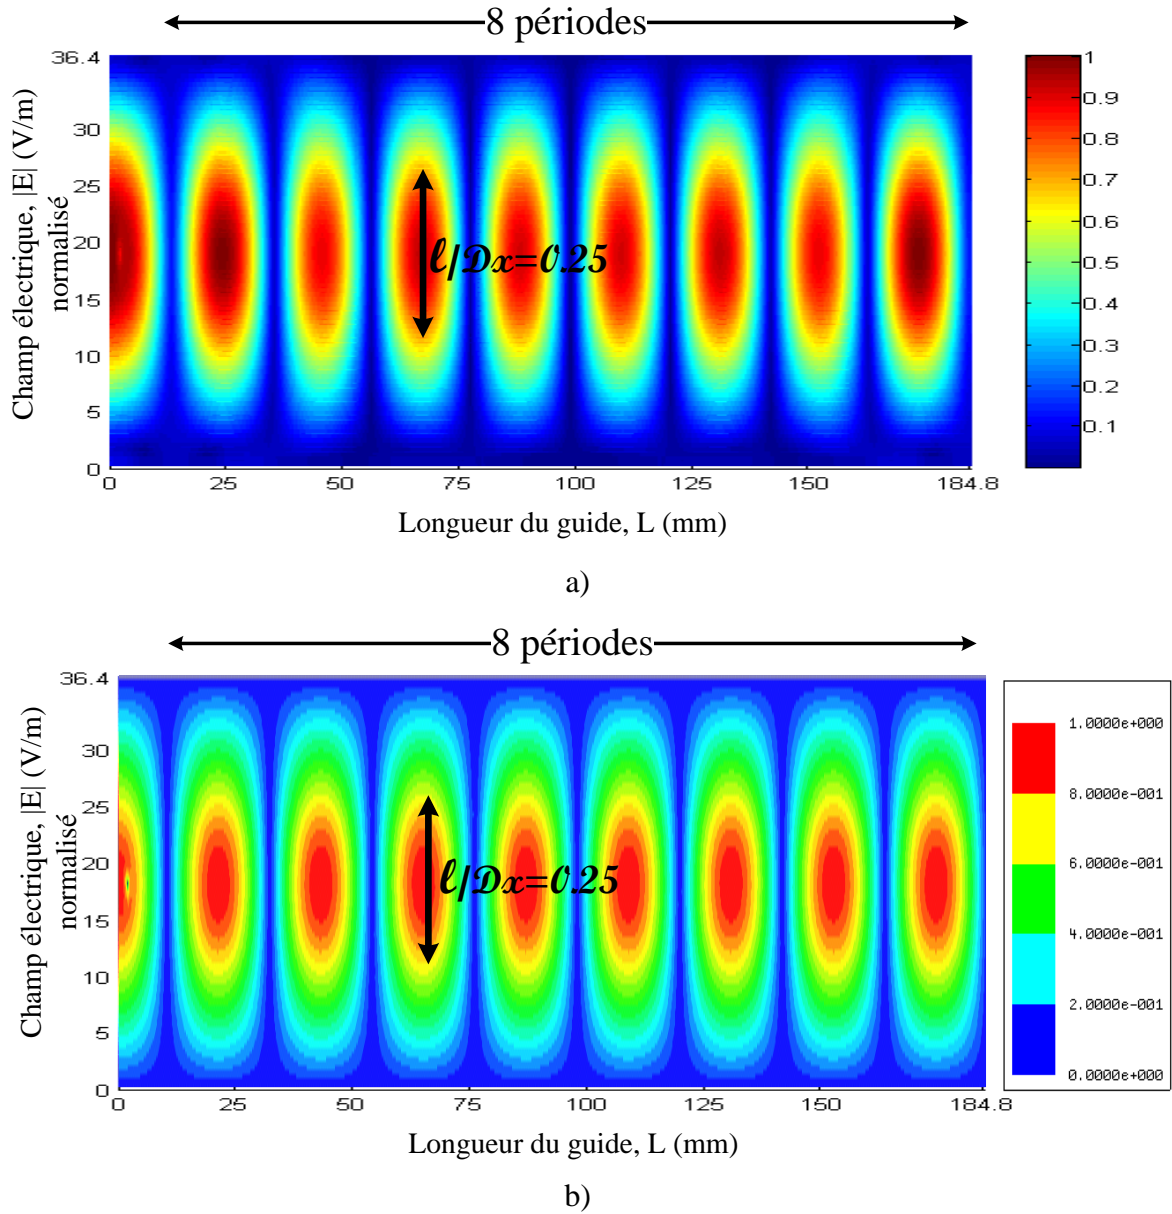 8 périodes
Champ électrique, |E| (V/m)
normalisé
36.4
30
25
20
15
10
5
0
ℓ/Dx=0.25
0 25 50 75 100 125 150 184.8
Longueur du guide, L (mm)
1
0.9
0.8
0.7
0.6
0.5
0.4
0.3
0.2
0.1
a)
8 périodes
Champ électrique, |E| (V/m)
normalisé
36.4
30
25
20
15
10
5
0
ℓ/Dx=0.25
0 25 50 75 100 125 150 184.8
Longueur du guide, L (mm)
1.0000e+000
8.0000e-001
6.0000e-001
4.0000e-001
2.0000e-001
0.0000e+000
b)